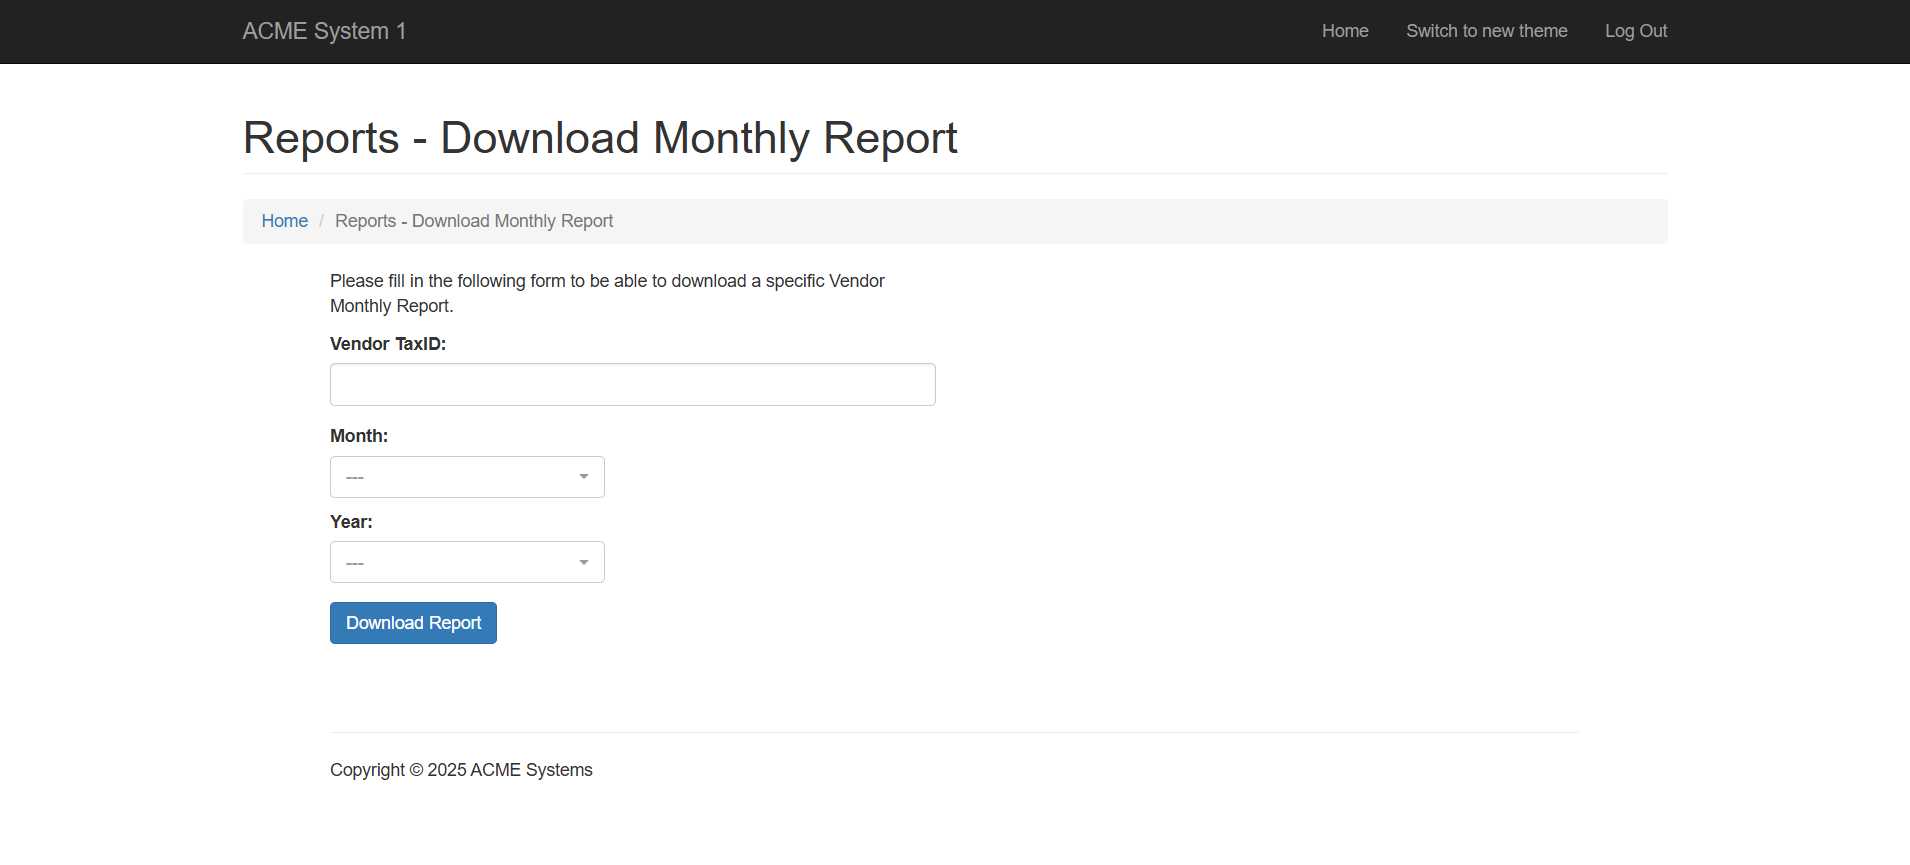 ACME System 1
Home
Switch to new theme
Log Out
Reports - Download Monthly Report
Home / Reports - Download Monthly Report
Please fill in the following form to be able to download a specific Vendor
Monthly Report.
Vendor TaxID:
Month:
---
Year:
---
Download Report
Copyright © 2025 ACME Systems